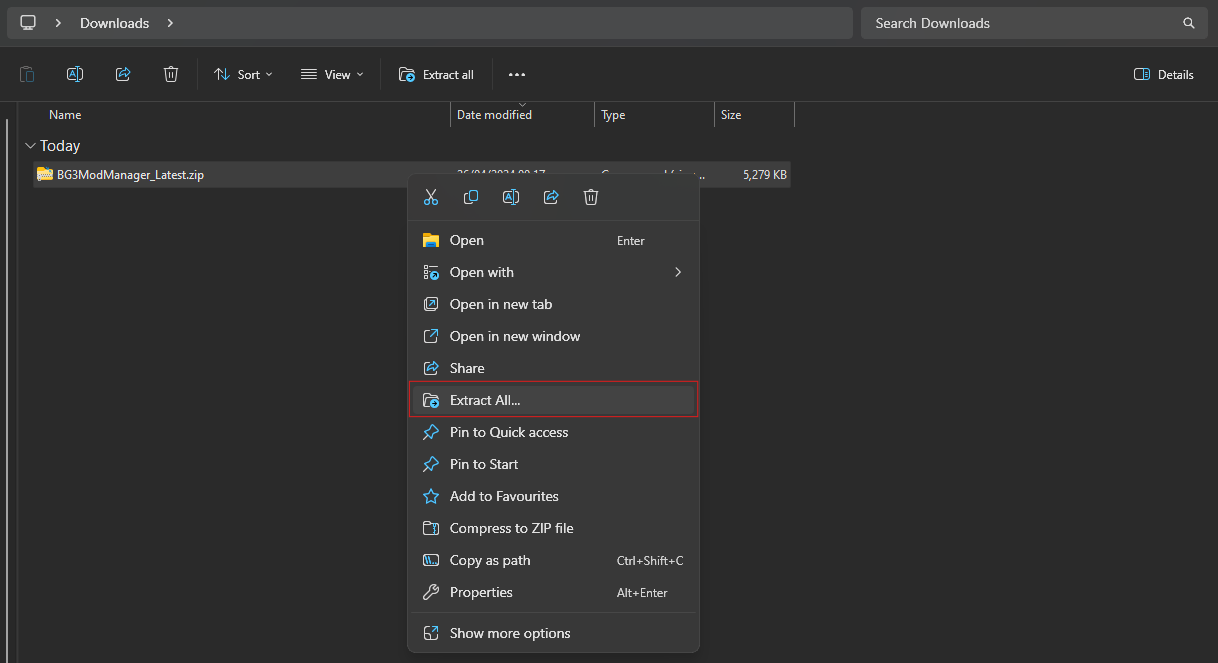 Downloads
Search Downloads
Sort
View
Extract all
Details
Name
Date modified
Type
Size
Today
BG3ModManager_Latest.zip
5,279 KB
Open
Enter
Open with
Open in new tab
Open in new window
Share
Extract All...
Pin to Quick access
Pin to Start
Add to Favourites
Compress to ZIP file
Copy as path
Ctrl+Shift+C
Properties
Alt+Enter
Show more options